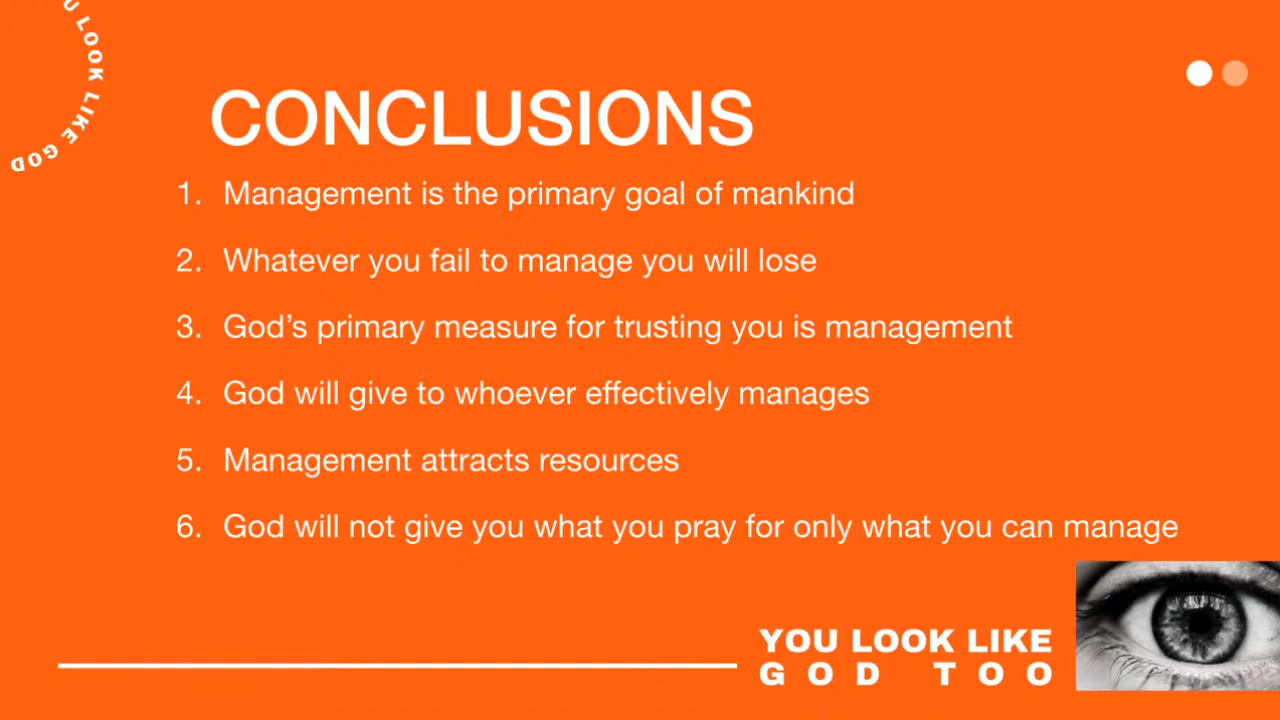 U LOOK LIKE GOD
CONCLUSIONS
1. Management is the primary goal of mankind
2. Whatever you fail to manage you will lose
3. God’s primary measure for trusting you is management
4. God will give to whoever effectively manages
5. Management attracts resources
6. God will not give you what you pray for only what you can manage
YOU LOOK LIKE
GOD TOO